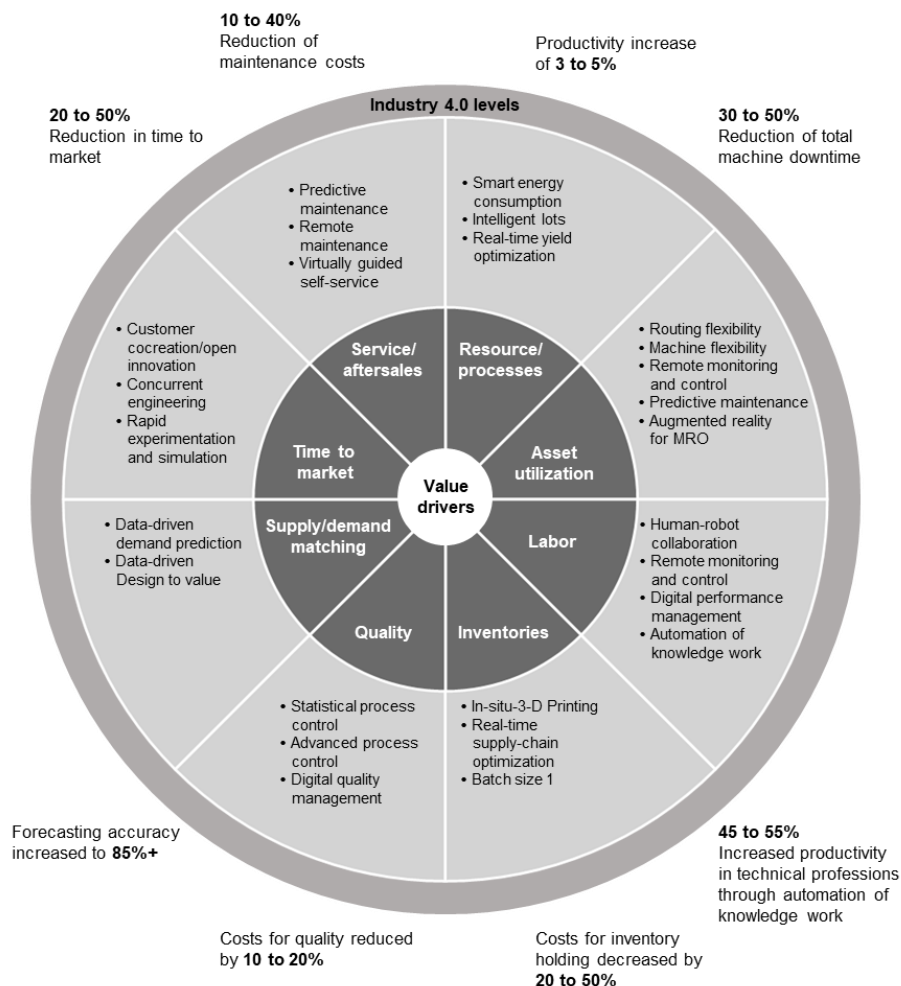 10 to 40%
Reduction of
maintenance costs
Productivity increase
of 3 to 5%
20 to 50%
Reduction in time to
market
Industry 4.0 levels
30 to 50%
Reduction of total
machine downtime
• Predictive
maintenance
• Remote
maintenance
• Virtually guided
self-service
• Smart energy
consumption
• Intelligent lots
• Real-time yield
optimization
• Customer
cocreation/open
innovation
• Concurrent
engineering
• Rapid
experimentation
and simulation
Service/
aftersales
Resource/
processes
• Routing flexibility
• Machine flexibility
• Remote monitoring
and control
• Predictive maintenance
• Augmented reality
for MRO
Time to
market
Value
drivers
Asset
utilization
• Data-driven
demand prediction
• Data-driven
Design to value
Supply/demand
matching
Labor
• Human-robot
collaboration
• Remote monitoring
and control
• Digital performance
management
• Automation of
knowledge work
Quality
Inventories
• Statistical process
control
• Advanced process
control
• Digital quality
management
• In-situ-3-D Printing
• Real-time
supply-chain
optimization
• Batch size 1
Forecasting accuracy
increased to 85%+
45 to 55%
Increased productivity
in technical professions
through automation of
knowledge work
Costs for quality reduced
by 10 to 20%
Costs for inventory
holding decreased by
20 to 50%